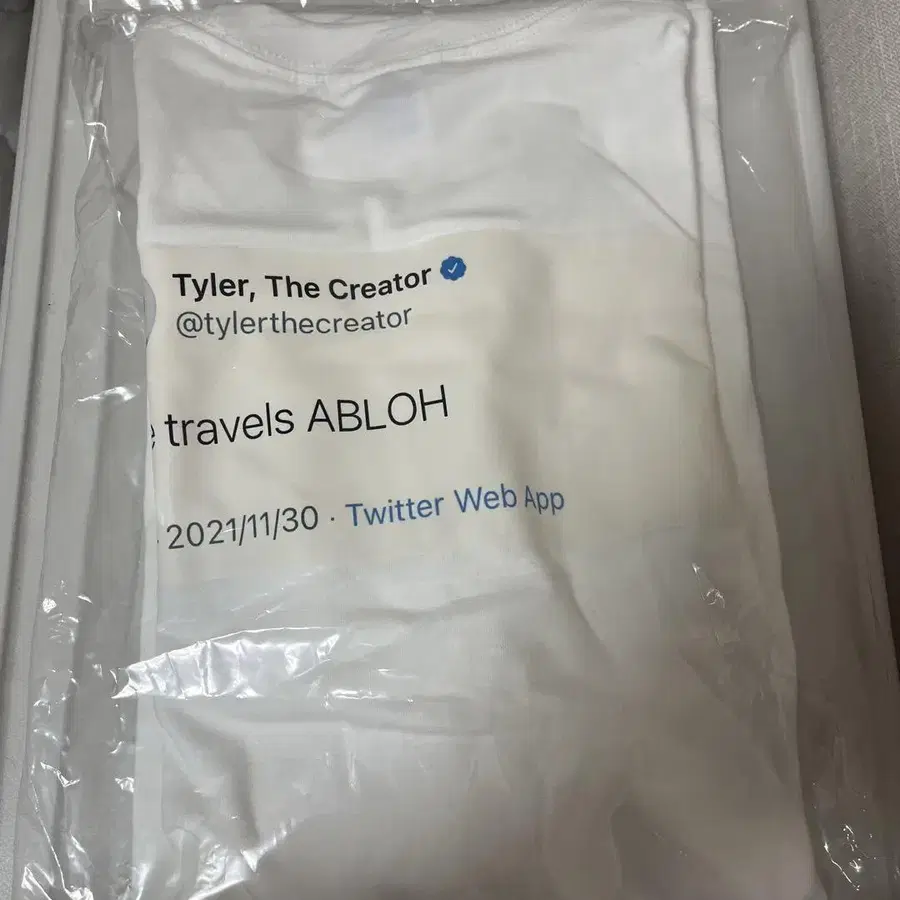 Tyler, The Creator
@tylerthecreator
travels ABLOH
2021/11/30 · Twitter Web App